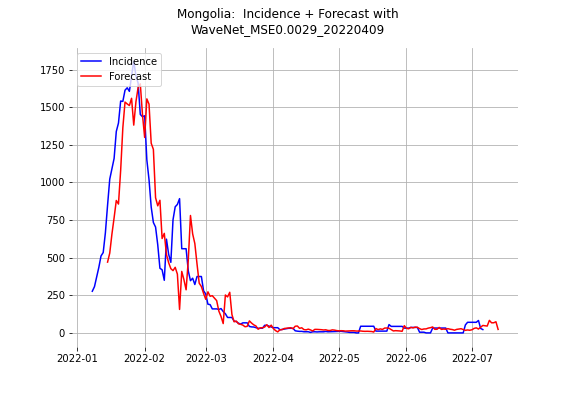 Mongolia:  Incidence + Forecast with
WaveNet_MSE0.0029_20220409
Incidence
Forecast
1750
1500
1250
1000
750
500
250
0
2022-01 2022-02 2022-03 2022-04 2022-05 2022-06 2022-07